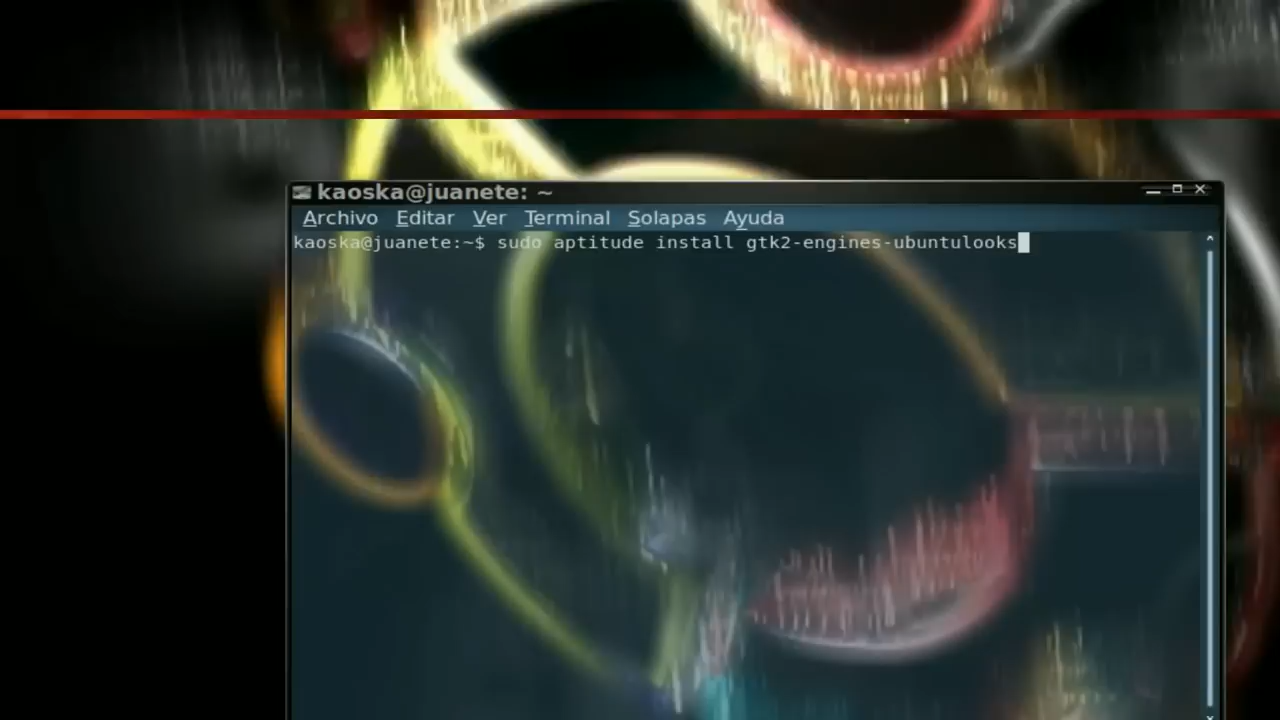 kaoska@juanete: ~
Archivo Editar Ver Terminal Solapas Ayuda
kaoska@juanete:~$ sudo aptitude install gtk2-engines-ubuntulooks